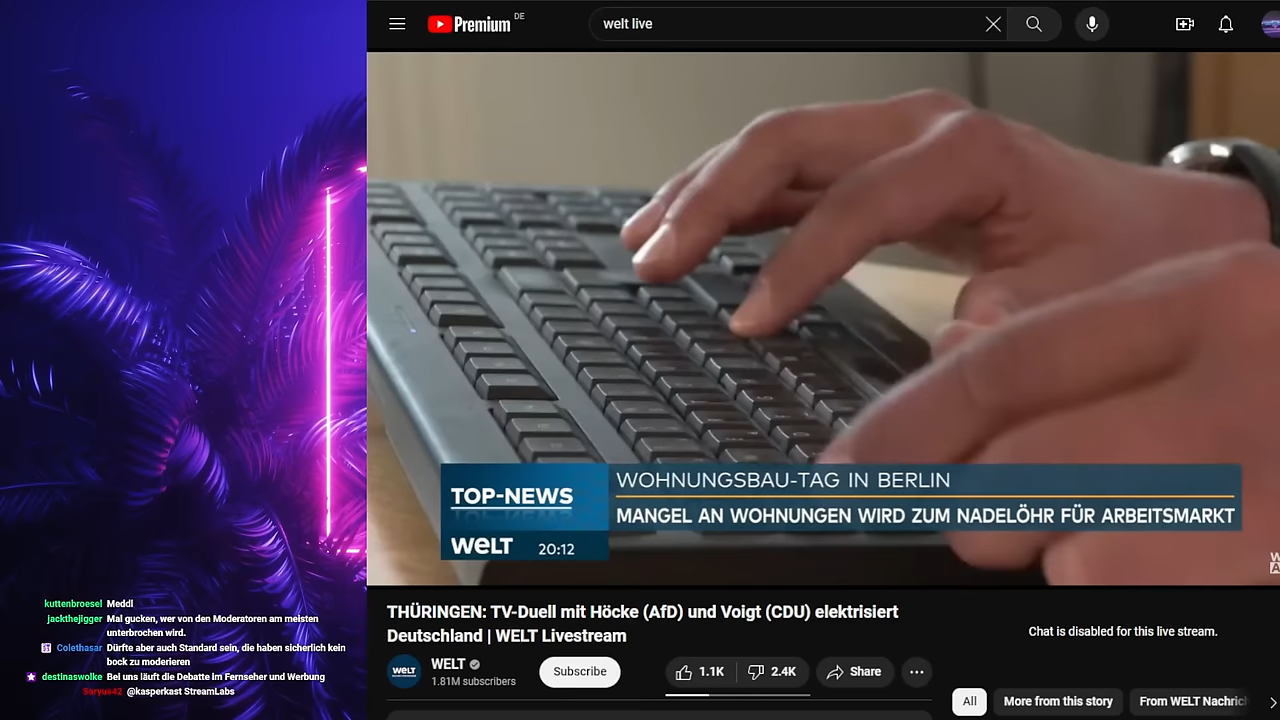 Premium DE
welt live
TOP-NEWS
WOHNUNGSBAU-TAG IN BERLIN
MANGEL AN WOHNUNGEN WIRD ZUM NADELÖHR FÜR ARBEITSMARKT
WELT 20:12
THÜRINGEN: TV-Duell mit Höcke (AfD) und Voigt (CDU) elektrisiert
Deutschland | WELT Livestream
WELT
WELT
1.81M subscribers
Subscribe
1.1K
2.4K
Share
Chat is disabled for this live stream.
All
More from this story
From WELT Nachric
kuttenbroesel Meddl
jackthejigger Mal gucken, wer von den Moderatoren am meisten
unterbrochen wird.
Colethasar Dürfte aber auch Standard sein, die haben sicherlich kein
bock zu moderieren
destinaswolke Bei uns läuft die Debatte im Fernseher und Werbung
Soryus42 @kasperkast StreamLabs